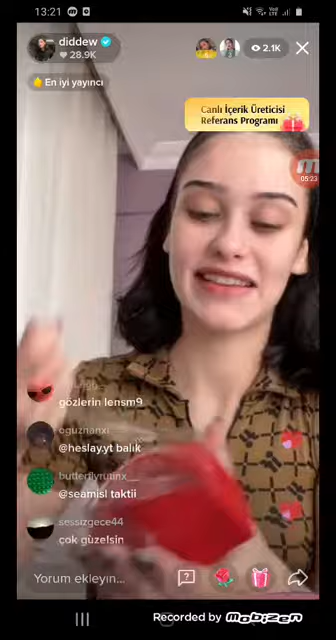 13:21
diddew
28.9K
2.1K
En iyi yayıncı
Canlı İçerik Üreticisi
Referans Programı
05:23
gözlerin lensm9
oguznanxi
@heslay.yt balık
@seamisl taktii
sessizgece44
çok güzelsin
Yorum ekleyin...
Recorded by mobizen